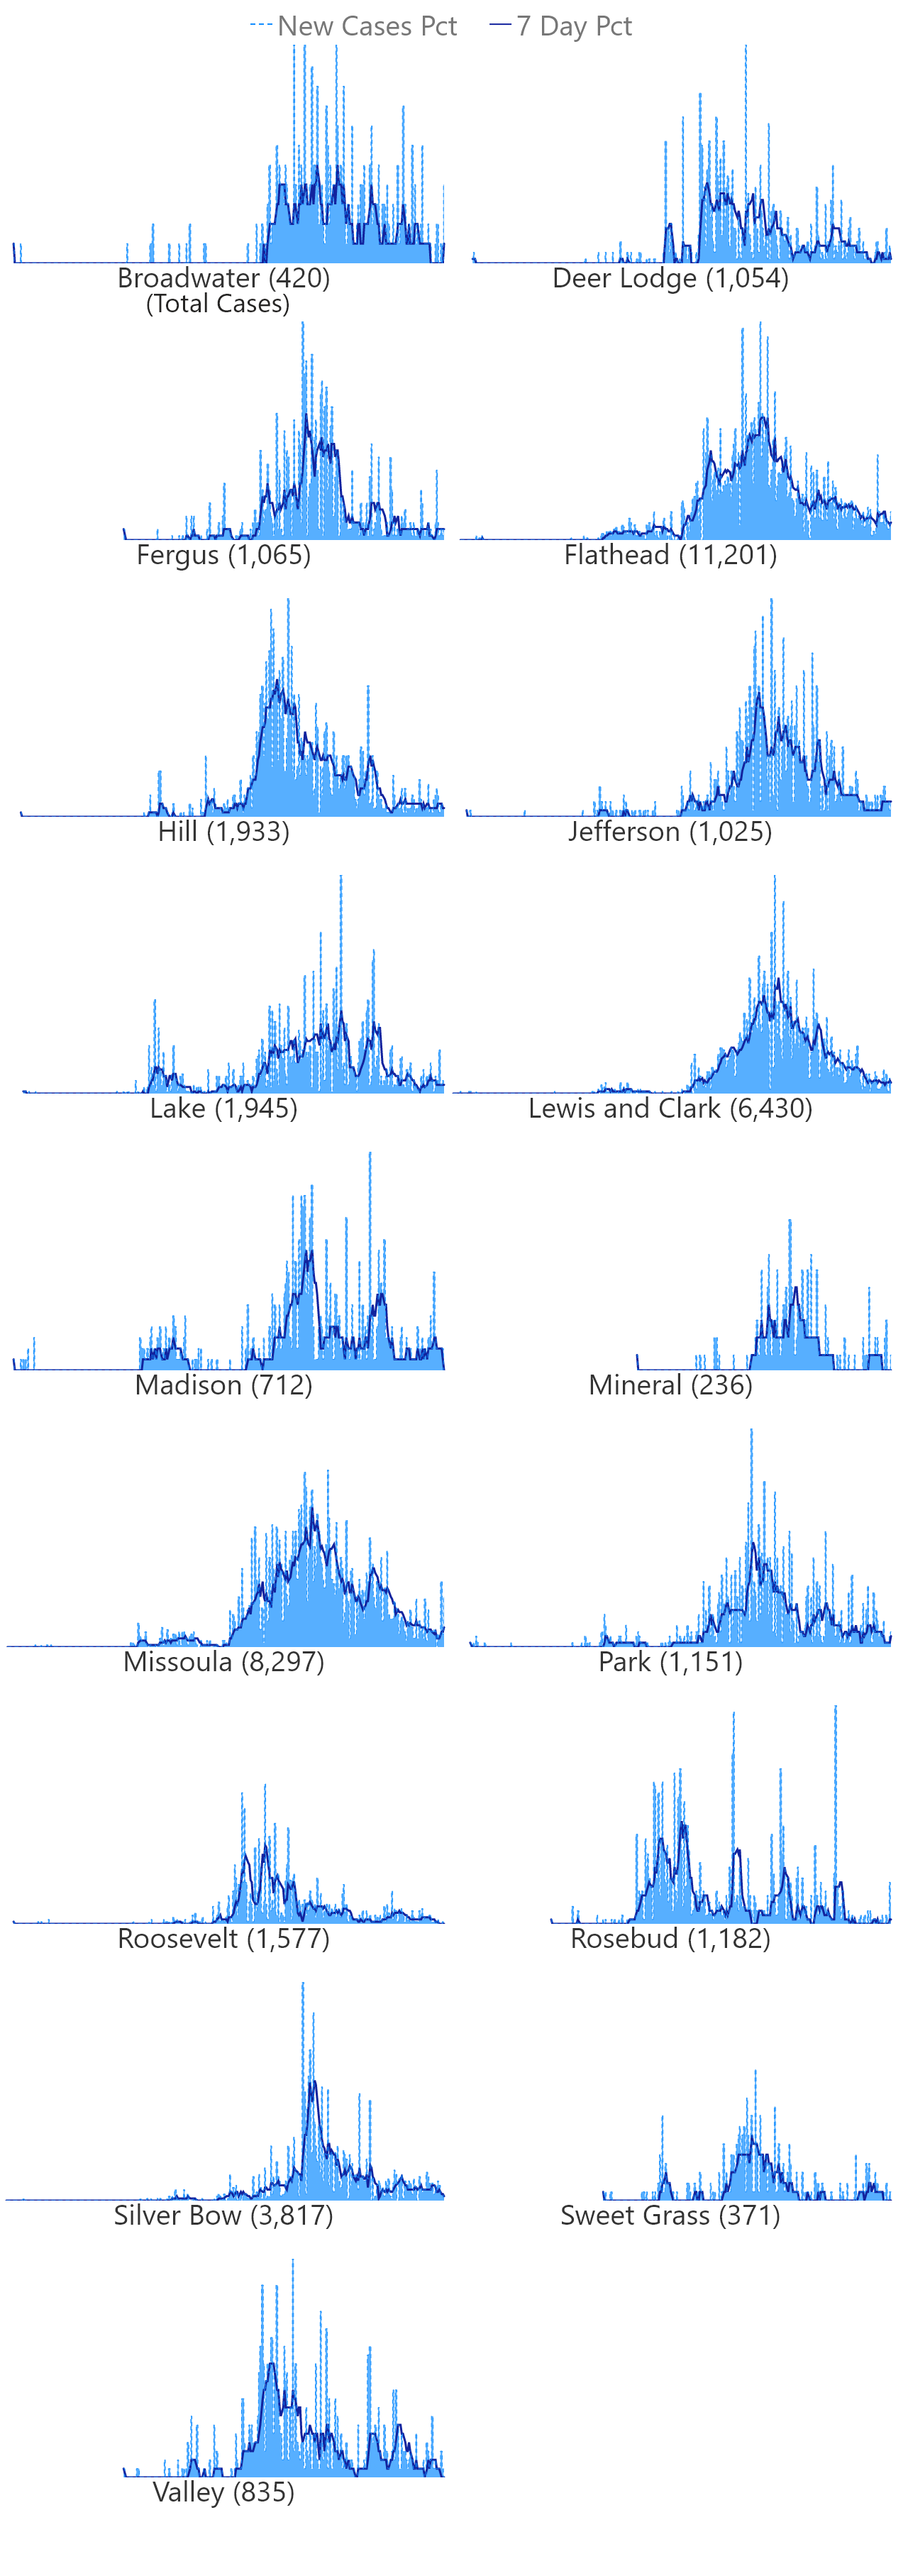 New Cases Pct 7 Day Pct
Broadwater (420) Deer Lodge (1,054)
(Total Cases)
Fergus (1,065) Flathead (11,201)
Hill (1,933) Jefferson (1,025)
Lake (1,945) Lewis and Clark (6,430)
Madison (712) Mineral (236)
Missoula (8,297) Park (1,151)
Roosevelt (1,577) Rosebud (1,182)
Silver Bow (3,817) Sweet Grass (371)
Valley (835)